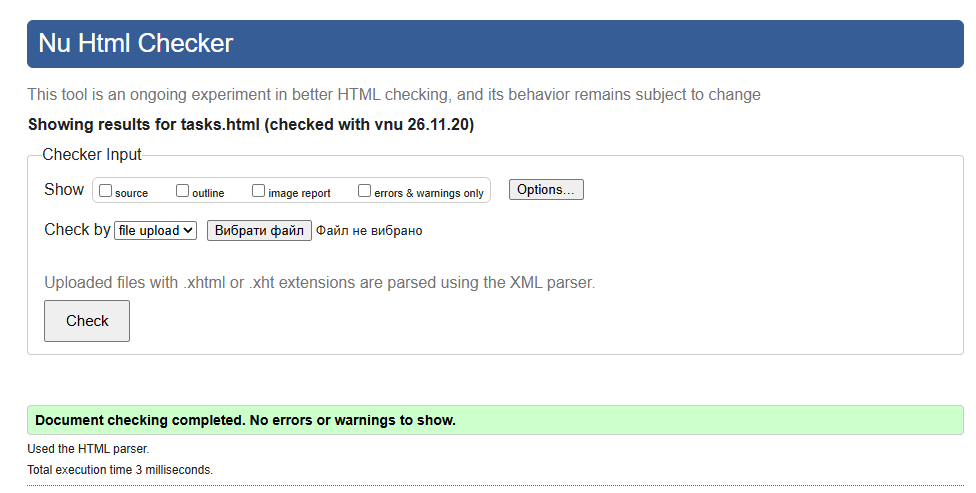 Nu Html Checker
This tool is an ongoing experiment in better HTML checking, and its behavior remains subject to change
Showing results for tasks.html (checked with vnu 26.11.20)
Checker Input
Show source outline image report errors & warnings only Options...
Check by file upload Вибрати файл Файл не вибрано
Uploaded files with .xhtml or .xht extensions are parsed using the XML parser.
Check
Document checking completed. No errors or warnings to show.
Used the HTML parser.
Total execution time 3 milliseconds.